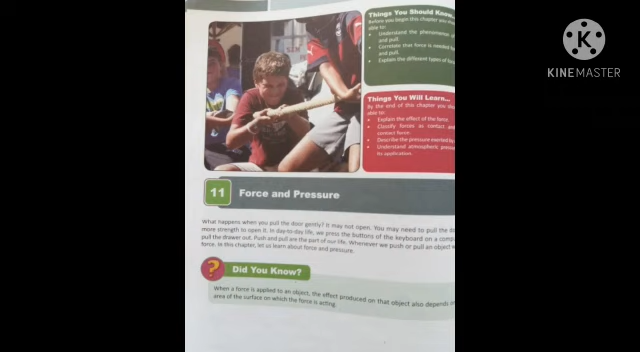 Things You Should Know...
Before you begin this chapter you
able to:
• Understand the phenomenon
and pull.
• Correlate that force is needed
and pull.
• Explain the different types of
Things You Will Learn...
By the end of this chapter you
able to:
• Explain the effect of the force.
• Classify forces as contact and
contact force.
• Describe the pressure exerted by
• Understand atmospheric
its application.
K
KINEMASTER
11 Force and Pressure
What happens when you pull the door gently? It may not open. You may need to pull the
more strength to open it. In day-to-day life, we press the buttons of the keyboard on a
pull the drawer out. Push and pull are the part of our life. Whenever we push or pull an object
force. In this chapter, let us learn about force and pressure.
? Did You Know?
When a force is applied to an object, the effect produced on that object also depends
area of the surface on which the force is acting.